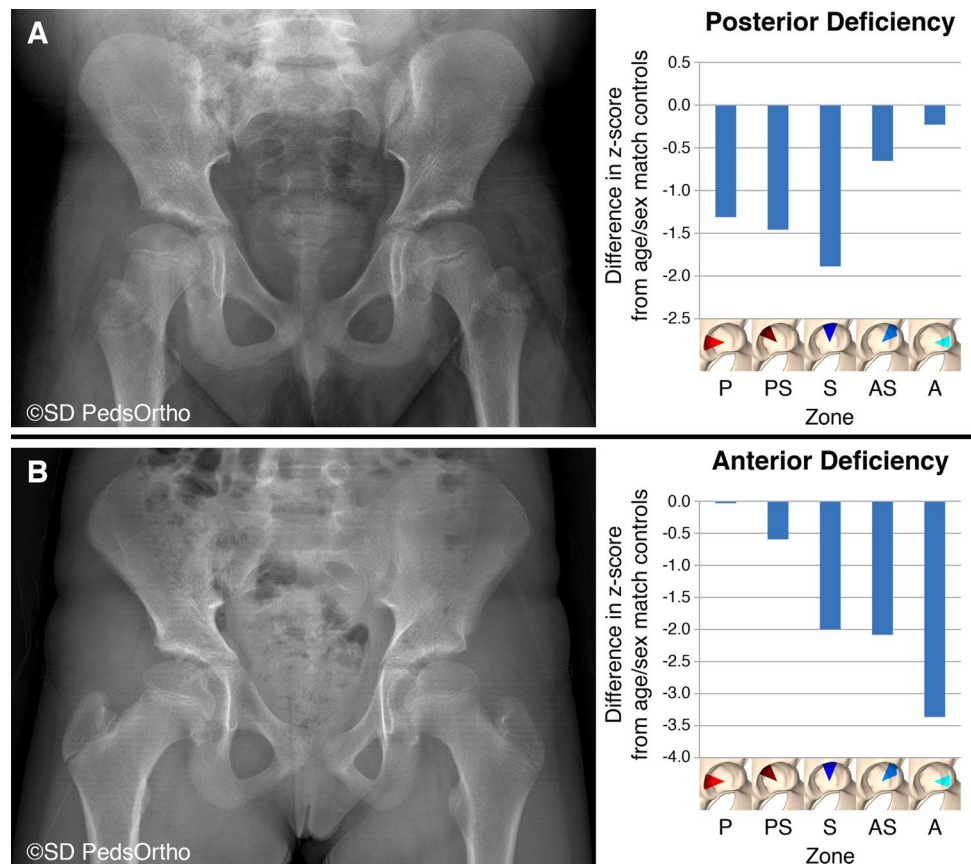 A
©SD PedsOrtho
Posterior Deficiency
Difference in z-score
from age/sex match controls
0.5
0.0
-0.5
-1.0
-1.5
-2.0
-2.5
P PS S AS A
Zone
B
©SD PedsOrtho
Anterior Deficiency
Difference in z-score
from age/sex match controls
0.0
-0.5
-1.0
-1.5
-2.0
-2.5
-3.0
-3.5
-4.0
P PS S AS A
Zone